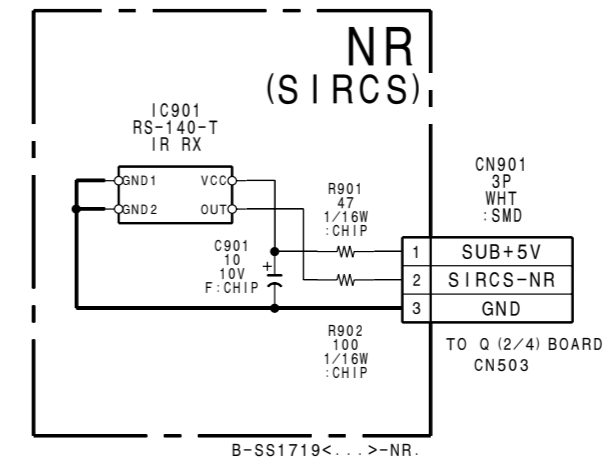 NR
(SIRCS)
IC901
RS-140-T
IR RX
GND1
VCC
GND2
OUT
R901
47
1/16W
:CHIP
C901
10
10V
F:CHIP
+
R902
100
1/16W
:CHIP
CN901
3P
WHT
:SMD
1 SUB+5V
2 SIRCS-NR
3 GND
TO Q (2/4) BOARD
CN503
B-SS1719<...>-NR.